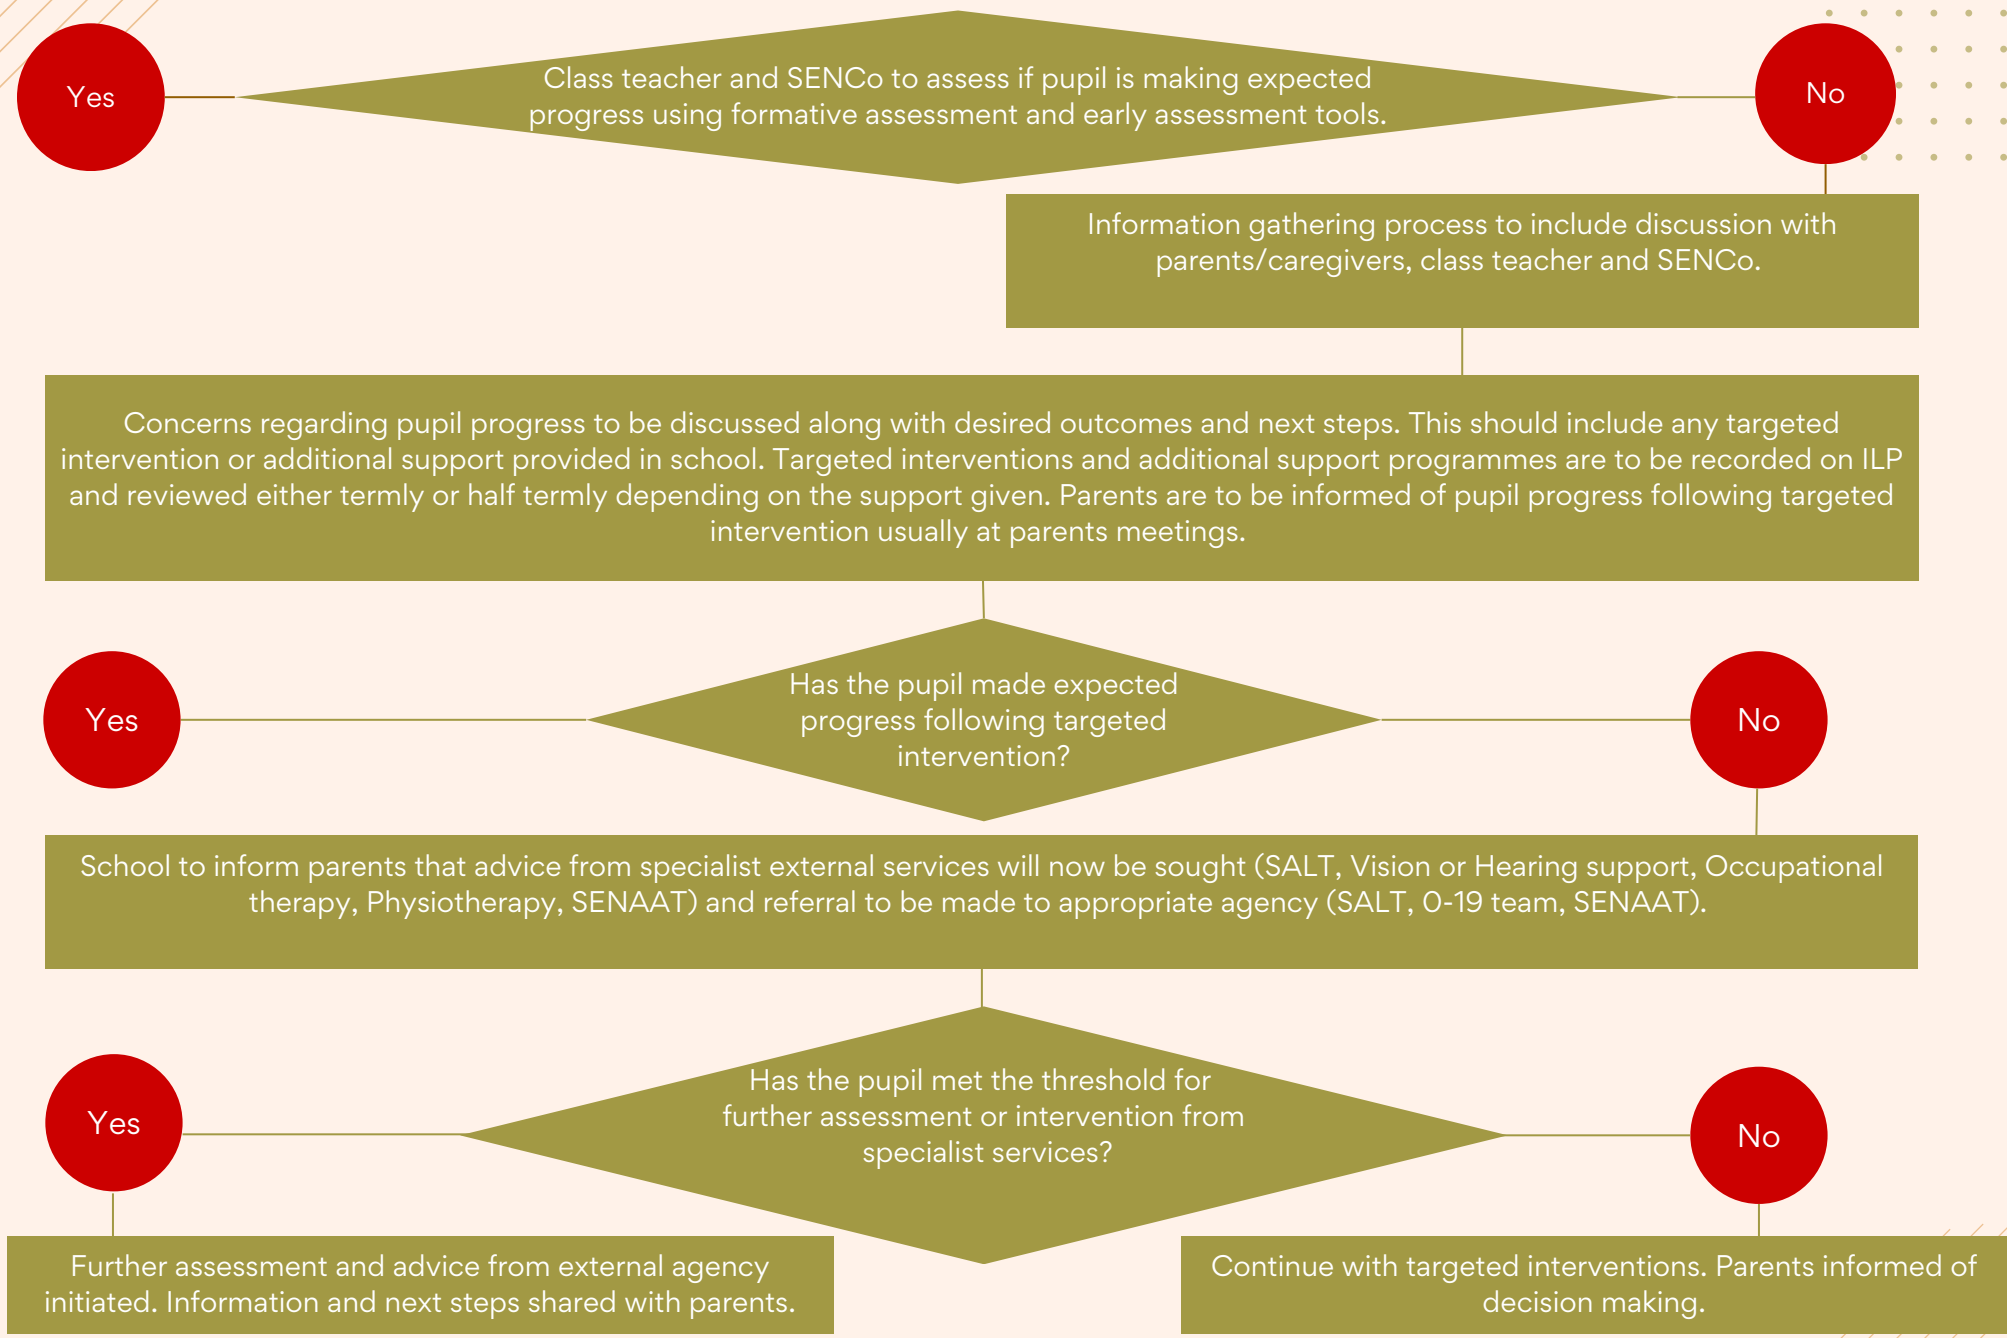 Yes
Class teacher and SENCo to assess if pupil is making expected
progress using formative assessment and early assessment tools.
No
Information gathering process to include discussion with
parents/caregivers, class teacher and SENCo.
Concerns regarding pupil progress to be discussed along with desired outcomes and next steps. This should include any targeted
intervention or additional support provided in school. Targeted interventions and additional support programmes are to be recorded on ILP
and reviewed either termly or half termly depending on the support given. Parents are to be informed of pupil progress following targeted
intervention usually at parents meetings.
Yes
Has the pupil made expected
progress following targeted
intervention?
No
School to inform parents that advice from specialist external services will now be sought (SALT, Vision or Hearing support, Occupational
therapy, Physiotherapy, SENAAT) and referral to be made to appropriate agency (SALT, 0-19 team, SENAAT).
Yes
Has the pupil met the threshold for
further assessment or intervention from
specialist services?
No
Further assessment and advice from external agency
initiated. Information and next steps shared with parents.
Continue with targeted interventions. Parents informed of
decision making.